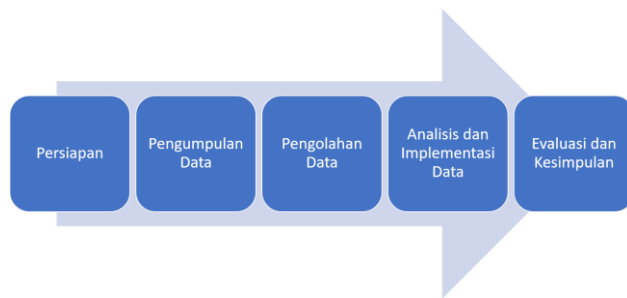 Persiapan
Pengumpulan
Data
Pengolahan
Data
Analisis dan
Implementasi
Data
Evaluasi dan
Kesimpulan